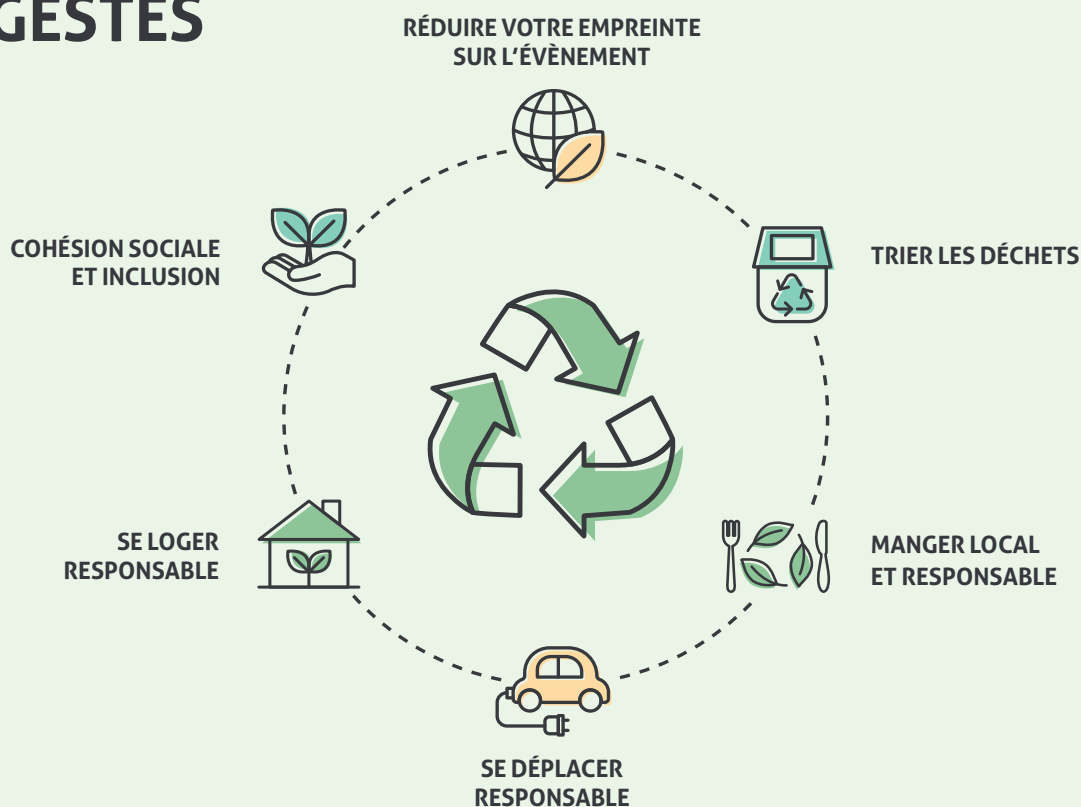 GESTES
RÉDUIRE VOTRE EMPREINTE
SUR L'ÉVÈNEMENT
COHÉSION SOCIALE
ET INCLUSION
TRIER LES DÉCHETS
SE LOGER
RESPONSABLE
MANGER LOCAL
ET RESPONSABLE
SE DÉPLACER
RESPONSABLE